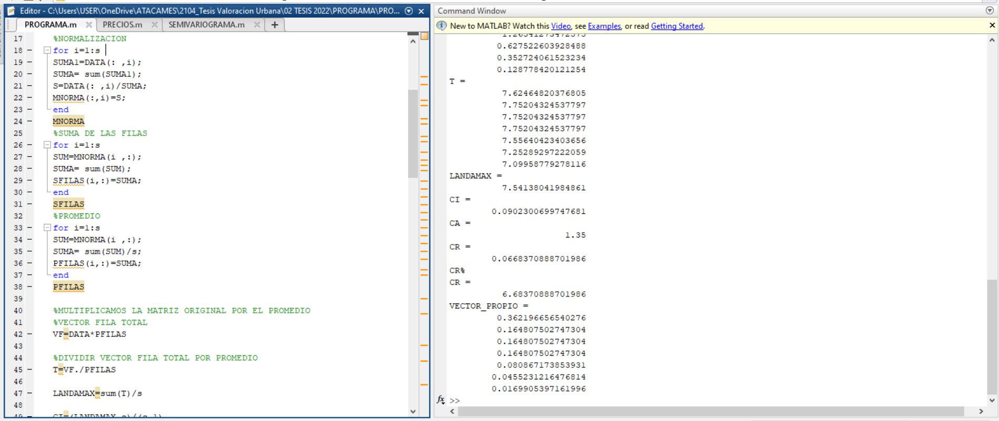 Editor - C:\Users\USER\OneDrive\ATACAMES\2104_Tesis Valoracion Urbana\02 TESIS 2022\PROGRAMA\PRO...
PROGRAMA.m PRECIOS.m SEMIVARIOGRAMA.m +
17 %NORMALIZACION
18 - for i=1:s
19 - SUMA1=DATA(: ,i);
20 - SUMA= sum(SUMA1);
21 - S=DATA(: ,i)/SUMA;
22 - MNORMA(:,i)=S;
23 - end
24 - MNORMA
25 %SUMA DE LAS FILAS
26 - for i=1:s
27 - SUM=MNORMA(i ,:);
28 - SUMA= sum(SUM);
29 - SFILAS(i,:)=SUMA;
30 - end
31 - SFILAS
32 %PROMEDIO
33 - for i=1:s
34 - SUM=MNORMA(i ,:);
35 - SUMA= sum(SUM)/s;
36 - PFILAS(i,:)=SUMA;
37 - end
38 - PFILAS
39
40 %MULTIPLICAMOS LA MATRIZ ORIGINAL POR EL PROMEDIO
41 %VECTOR FILA TOTAL
42 - VF=DATA*PFILAS
43
44 %DIVIDIR VECTOR FILA TOTAL POR PROMEDIO
45 - T=VF./PFILAS
46
47 - LANDAMAX=sum(T)/s
48
49 - CI=(LANDAMAX-s)/(s-1)
Command Window
New to MATLAB? Watch this Video, see Examples, or read Getting Started.
1.26541273472573
0.627522603928488
0.352724061523234
0.128778420121254
T =
7.62464820376805
7.75204324537797
7.75204324537797
7.75204324537797
7.55640423403656
7.25289297222059
7.09958779278116
LANDAMAX =
7.54138041984861
CI =
0.0902300699747681
CA =
1.35
CR =
0.0668370888701986
CR%
CR =
6.68370888701986
VECTOR_PROPIO =
0.362196656540276
0.164807502747304
0.164807502747304
0.164807502747304
0.080867173853931
0.0455231216476814
0.0169905397161996
fx >>